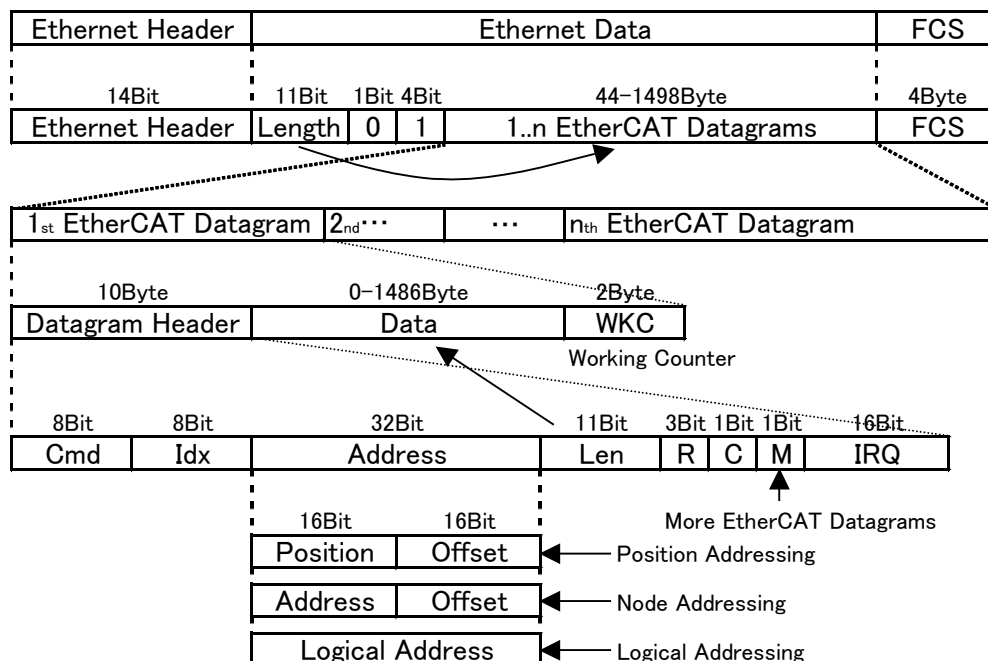 Ethernet Header Ethernet Data FCS
14Bit 11Bit 1Bit 4Bit 44-1498Byte 4Byte
Ethernet Header Length 0 1 1..n EtherCAT Datagrams FCS
1st EtherCAT Datagram 2nd… … nth EtherCAT Datagram
10Byte 0-1486Byte 2Byte
Datagram Header Data WKC
Working Counter
8Bit 8Bit 32Bit 11Bit 3Bit 1Bit 1Bit 16Bit
Cmd Idx Address Len R C M IRQ
16Bit 16Bit More EtherCAT Datagrams
Position Offset Position Addressing
Address Offset Node Addressing
Logical Address Logical Addressing